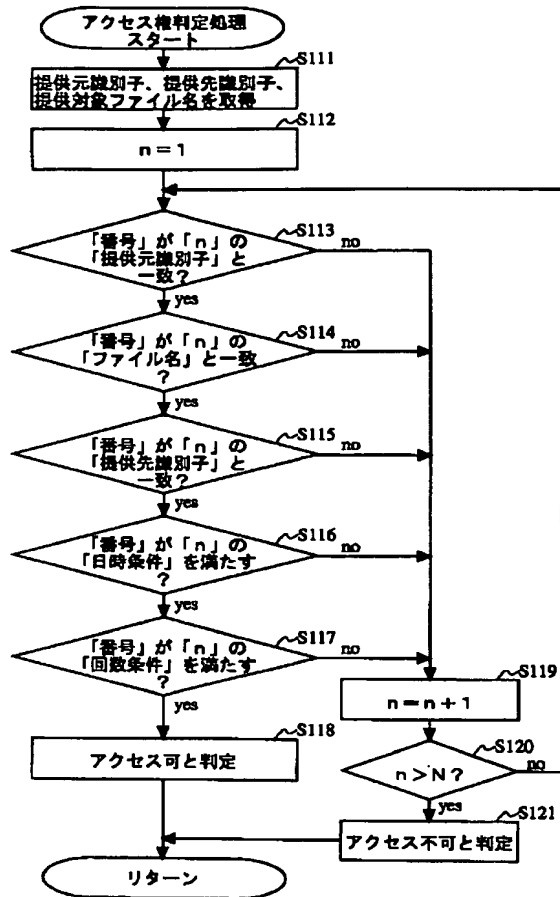 アクセス権判定処理
スタート
S111
提供元識別子、提供先識別子、
提供対象ファイル名を取得
S112
n=1
S113
「番号」が「n」の
「提供元識別子」と
一致?
no
yes
S114
「番号」が「n」の
「ファイル名」と一致
?
no
yes
S115
「番号」が「n」の
「提供先識別子」と
一致?
no
yes
S116
「番号」が「n」の
「日時条件」を満たす
?
no
yes
S117
「番号」が「n」の
「回数条件」を満たす
?
no
yes
S118
アクセス可と判定
S119
n=n+1
S120
n>N?
no
yes
S121
アクセス不可と判定
リターン